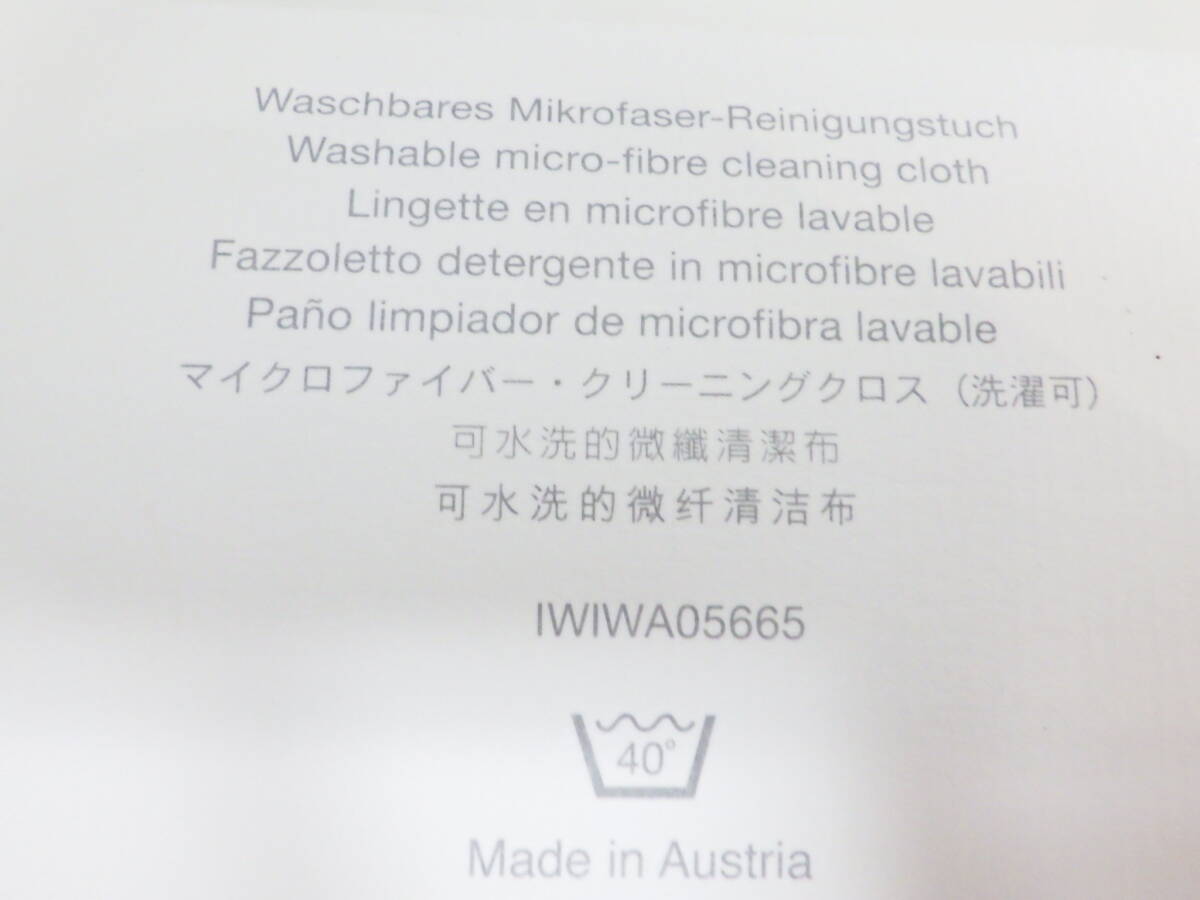 Waschbares Mikrofaser-Reinigungstuch
Washable micro-fibre cleaning cloth
Lingette en microfibre lavable
Fazzoletto detergente in microfibre lavabili
Paño limpiador de microfibra lavable
マイクロファイバー・クリーニングクロス（洗濯可）
可水洗的微纖清潔布
可水洗的微纤清洁布
IWIWA05665
40°
Made in Austria